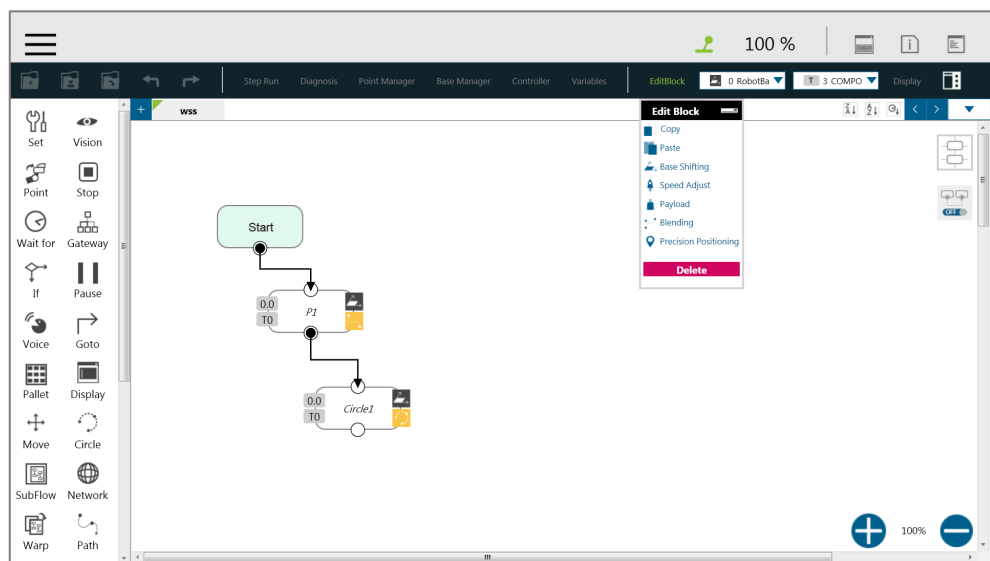 100 %
Step Run Diagnosis Point Manager Base Manager Controller Variables EditBlock 0 RobotBa T 3 COMPO Display
+ wss
Set Vision
Point Stop
Wait for Gateway
If Pause
Voice Goto
Pallet Display
Move Circle
SubFlow Network
Warp Path
Start
0.0
T0
P1
0.0
T0
Circle1
Edit Block
Copy
Paste
Base Shifting
Speed Adjust
Payload
Blending
Precision Positioning
Delete
OFF
100%